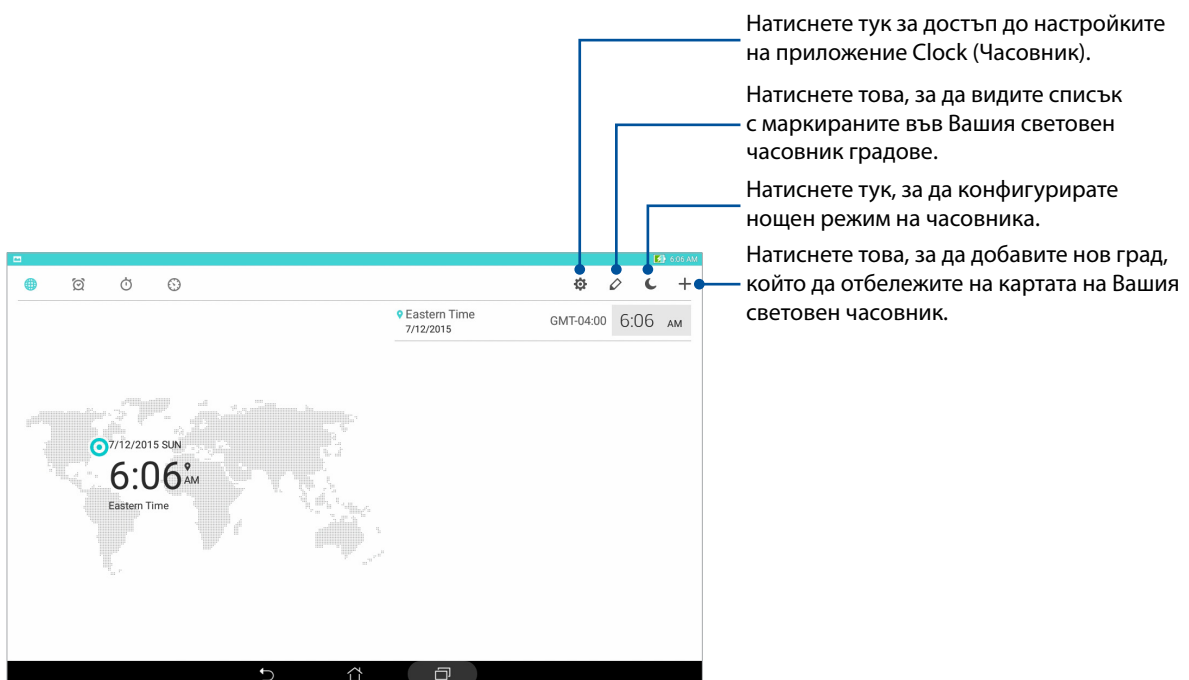 Натиснете тук за достъп до настройките
на приложение Clock (Часовник).
Натиснете това, за да видите списък
с маркираните във Вашия световен
часовник градове.
Натиснете тук, за да конфигурирате
нощен режим на часовника.
Натиснете това, за да добавите нов град,
който да отбележите на картата на Вашия
световен часовник.
6:06 AM
Eastern Time
7/12/2015
GMT-04:00
6:06 AM
7/12/2015 SUN
6:06 AM
Eastern Time